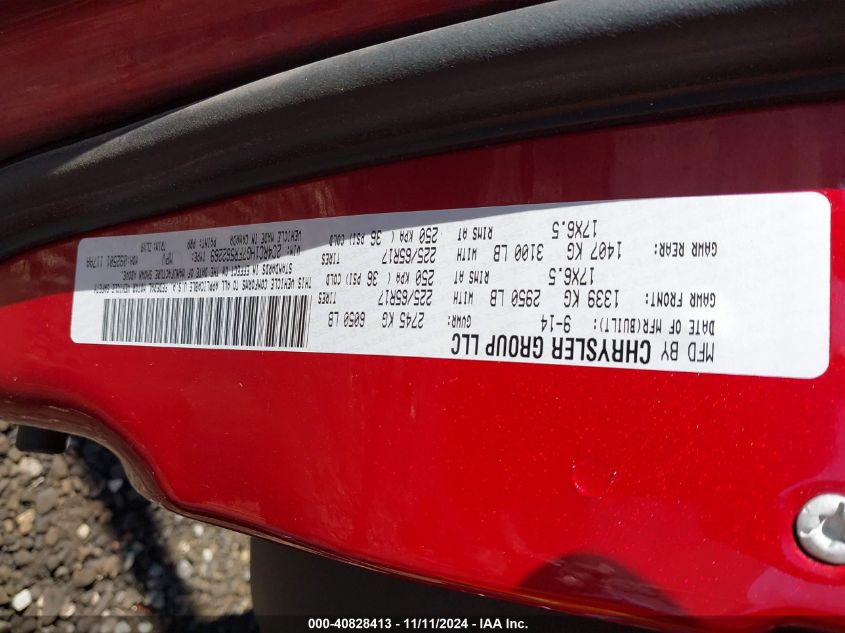 MFD BY CHRYSLER GROUP LLC
DATE OF MFR(BUILT): 9-14 GVWR: 2745 KG 6050 LB
GAWR FRONT: 1339 KG 2950 LB WITH 225/65R17 TIRES
17X6.5 RIMS AT 250 KPA ( 36 PSI) COLD
GAWR REAR: 1407 KG 3100 LB WITH 225/65R17 TIRES
17X6.5 RIMS AT 250 KPA ( 36 PSI) COLD
THIS VEHICLE CONFORMS TO ALL APPLICABLE U.S.A. FEDERAL MOTOR VEHICLE SAFETY
STANDARDS IN EFFECT ON THE DATE OF MANUFACTURE SHOWN ABOVE.
TYPE: MPV
VEHICLE MADE IN CANADA
000-40828413 - 11/11/2024 - IAA Inc.